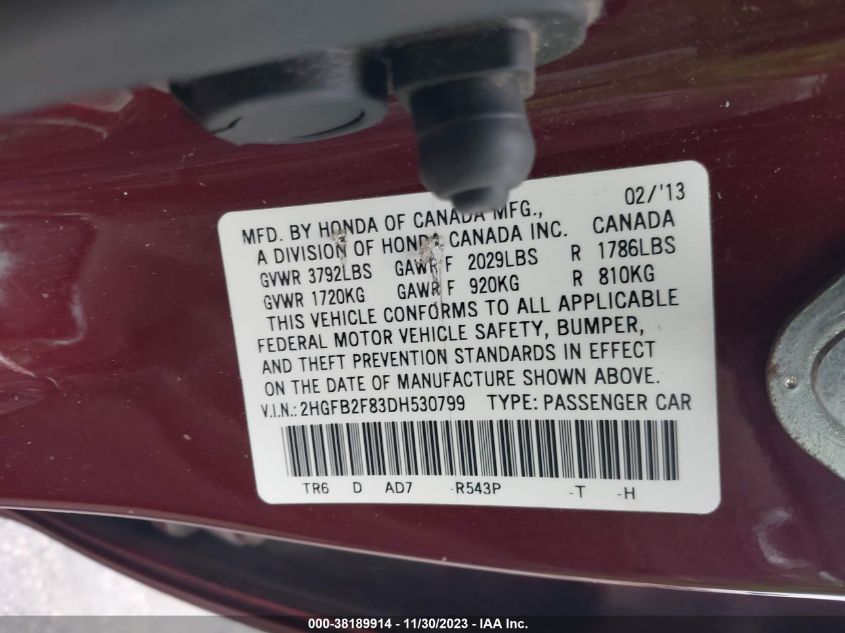 02/'13
MFD. BY HONDA OF CANADA MFG.,
A DIVISION OF HONDA CANADA INC. CANADA
GVWR 3792LBS GAWR F 2029LBS R 1786LBS
GVWR 1720KG GAWR F 920KG R 810KG
THIS VEHICLE CONFORMS TO ALL APPLICABLE
FEDERAL MOTOR VEHICLE SAFETY, BUMPER,
AND THEFT PREVENTION STANDARDS IN EFFECT
ON THE DATE OF MANUFACTURE SHOWN ABOVE.
V.I.N.: 2HGFB2F83DH530799 TYPE: PASSENGER CAR
TR6 D AD7 -R543P -T -H
000-38189914 - 11/30/2023 - IAA Inc.